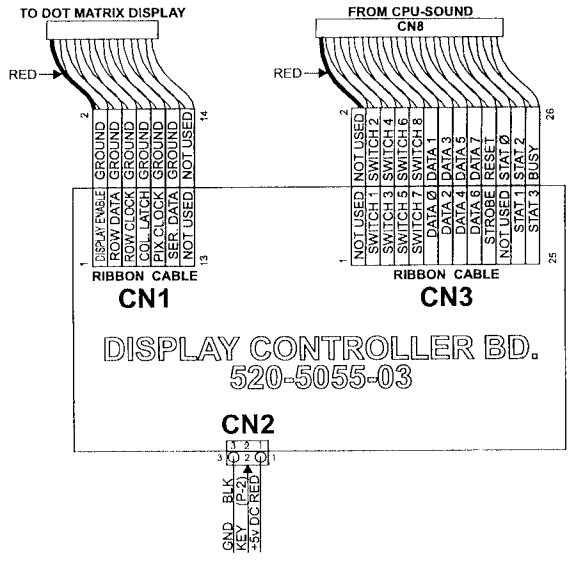 TO DOT MATRIX DISPLAY
FROM CPU-SOUND
CN8
RED
RED
2
GROUND
GROUND
GROUND
GROUND
GROUND
GROUND
NOT USED
14
1
DISPLAY ENABLE
ROW DATA
ROW CLOCK
COL. LATCH
PIX.CLOCK
SER. DATA
NOT USED
13
RIBBON CABLE
CN1
2
NOT USED
SWITCH 2
SWITCH 4
SWITCH 6
SWITCH 8
DATA 1
DATA 3
DATA 5
DATA 7
RESET
STAT Ø
STAT 2
BUSY
26
1
NOT USED
SWITCH 1
SWITCH 3
SWITCH 5
SWITCH 7
DATA Ø
DATA 2
DATA 4
DATA 6
STROBE
NOT USED
STAT 1
STAT 3
25
RIBBON CABLE
CN3
DISPLAY CONTROLLER BD.
520-5055-03
CN2
3 2 1
3 2 1
GND BLK
KEY (P-2)
+5v DC RED